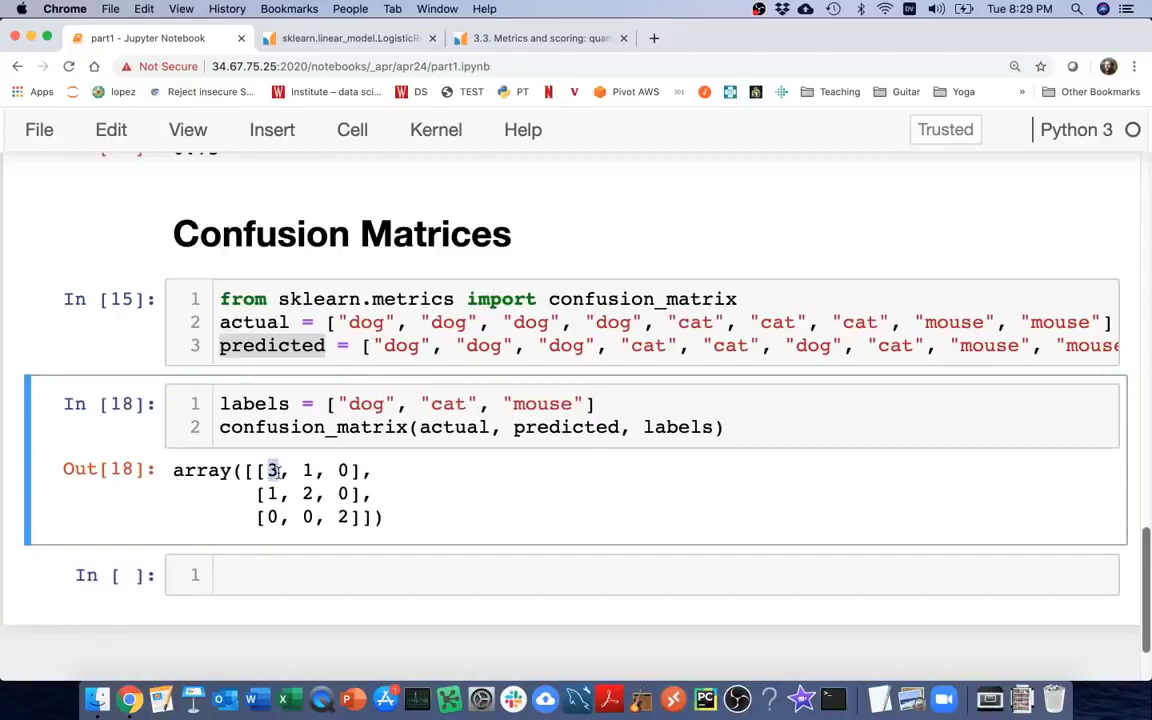 Chrome File Edit View History Bookmarks People Tab Window Help Tue 8:29 PM
part1 - Jupyter Notebook sklearn.linear_model.LogisticR 3.3. Metrics and scoring: quan
Not Secure 34.67.75.25:2020/notebooks/_apr/apr24/part1.ipynb
Apps lopez Reject insecure S... Institute – data sci... DS TEST PT Pivot AWS Teaching Guitar Yoga » Other Bookmarks
File Edit View Insert Cell Kernel Help Trusted Python 3
Confusion Matrices
In [15]: 1 from sklearn.metrics import confusion_matrix
2 actual = ["dog", "dog", "dog", "dog", "cat", "cat", "cat", "mouse", "mouse"]
3 predicted = ["dog", "dog", "dog", "cat", "cat", "dog", "cat", "mouse", "mouse
In [18]: 1 labels = ["dog", "cat", "mouse"]
2 confusion_matrix(actual, predicted, labels)
Out[18]: array([[3, 1, 0],
[1, 2, 0],
[0, 0, 2]])
In [ ]: 1